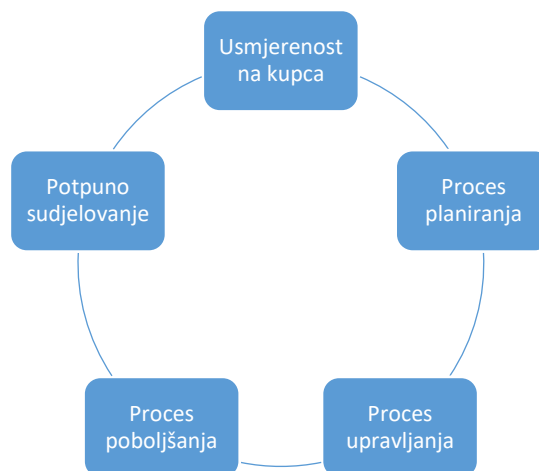 Usmjerenost
na kupca
Proces
planiranja
Proces
upravljanja
Proces
poboljšanja
Potpuno
sudjelovanje